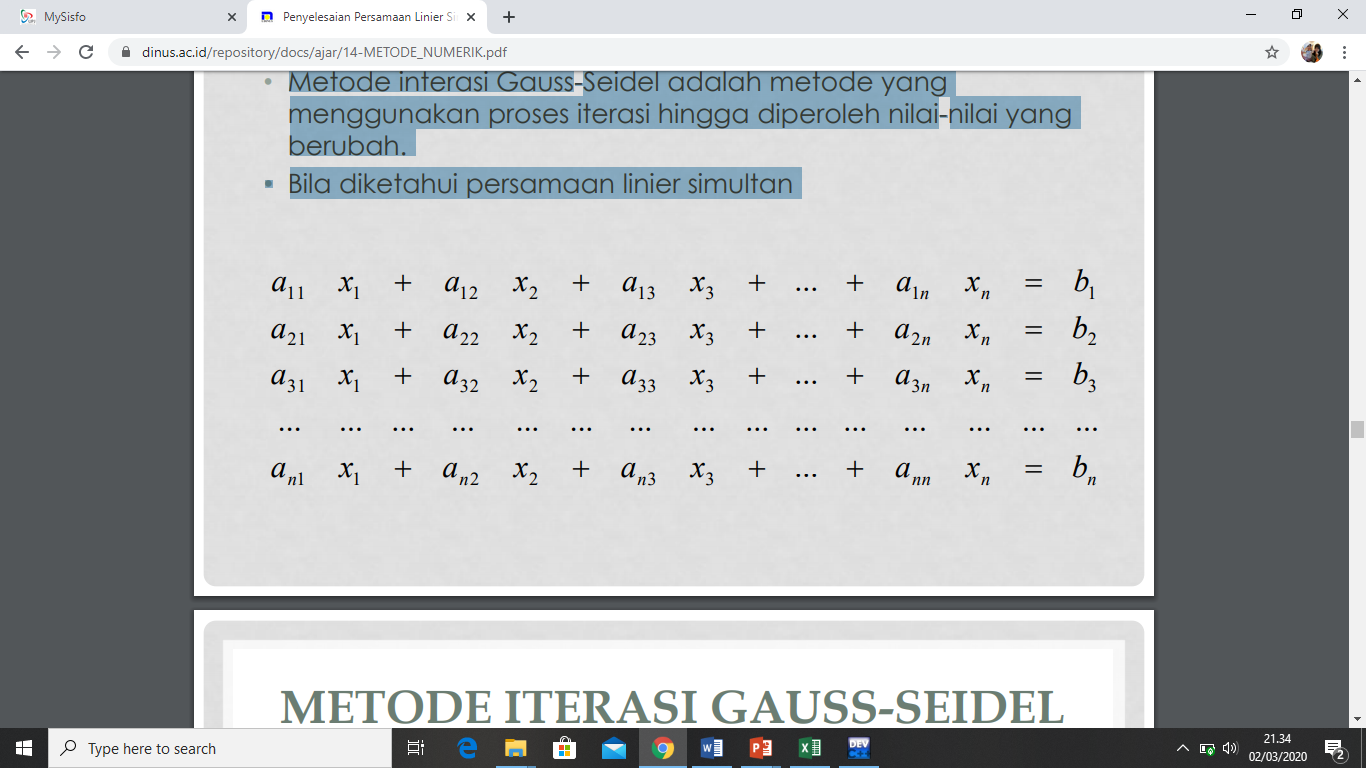 MySisfo
Penyelesaian Persamaan Linier Si
dinus.ac.id/repository/docs/ajar/14-METODE_NUMERIK.pdf
• Metode interasi Gauss-Seidel adalah metode yang
menggunakan proses iterasi hingga diperoleh nilai-nilai yang
berubah.
▪ Bila diketahui persamaan linier simultan
a₁₁ x₁ + a₁₂ x₂ + a₁₃ x₃ + ... + a₁ₙ xₙ = b₁
a₂₁ x₁ + a₂₂ x₂ + a₂₃ x₃ + ... + a₂ₙ xₙ = b₂
a₃₁ x₁ + a₃₂ x₂ + a₃₃ x₃ + ... + a₃ₙ xₙ = b₃
... ... ... ... ... ... ... ... ... ... ... ... ... ... ...
aₙ₁ x₁ + aₙ₂ x₂ + aₙ₃ x₃ + ... + aₙₙ xₙ = bₙ
METODE ITERASI GAUSS-SEIDEL
Type here to search
DEV
21.34
02/03/2020
2